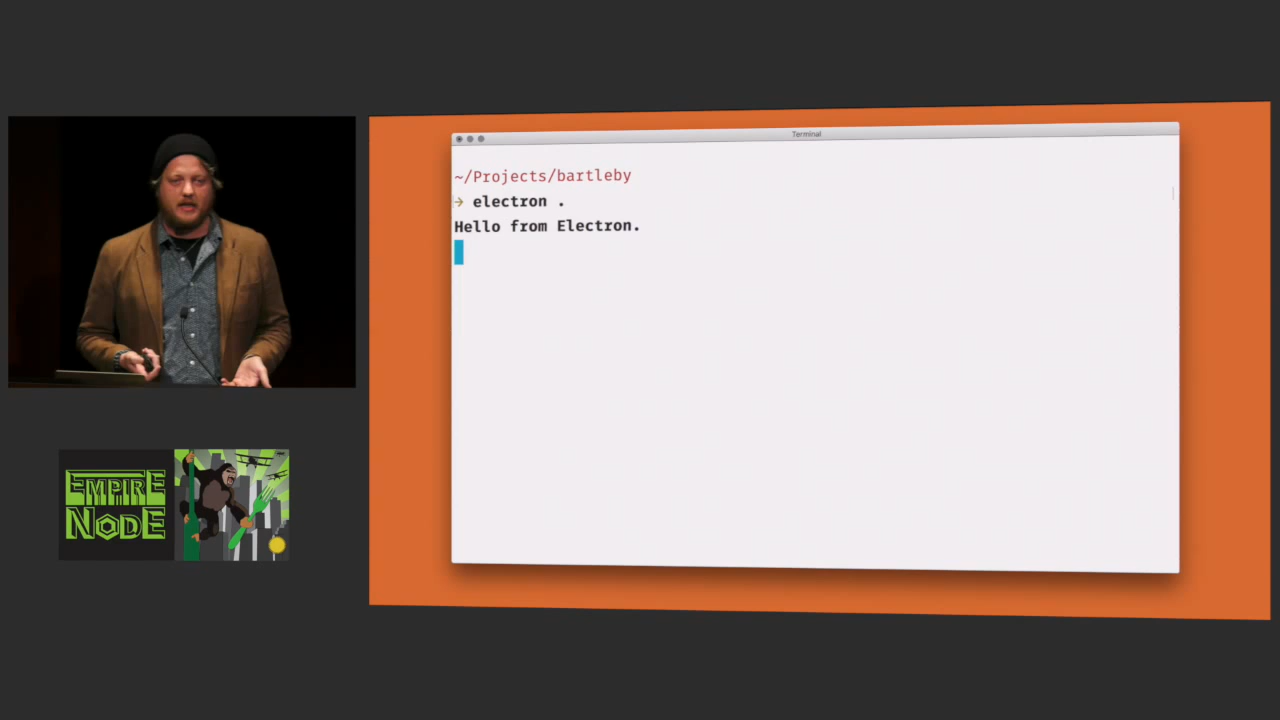 Terminal
~/Projects/bartleby
→ electron .
Hello from Electron.
EMPIRE
NODE